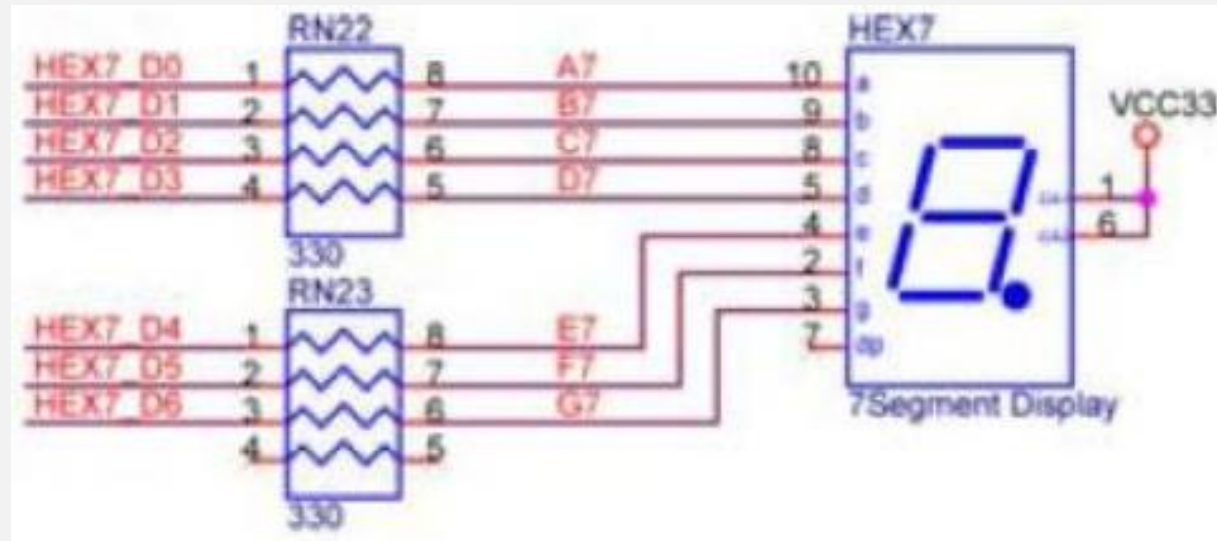 RN22
HEX7
HEX7_D0 1 8 A7 10 a
HEX7_D1 2 7 B7 9 b
VCC33
HEX7_D2 3 6 C7 8 c
HEX7_D3 4 5 D7 5 d 1
4 e 6
330
RN23
2 f
3 g
HEX7_D4 1 8 E7 7 dp
HEX7_D5 2 7 F7
HEX7_D6 3 6 G7
7Segment Display
4 5
330